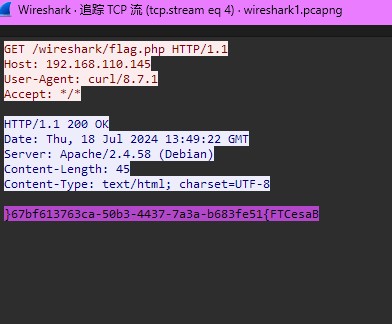 Wireshark · 追踪 TCP 流 (tcp.stream eq 4) · wireshark1.pcapng
GET /wireshark/flag.php HTTP/1.1
Host: 192.168.110.145
User-Agent: curl/8.7.1
Accept: */*
HTTP/1.1 200 OK
Date: Thu, 18 Jul 2024 13:49:22 GMT
Server: Apache/2.4.58 (Debian)
Content-Length: 45
Content-Type: text/html; charset=UTF-8
}67bf613763ca-50b3-4437-7a3a-b683fe51{FTCesaB